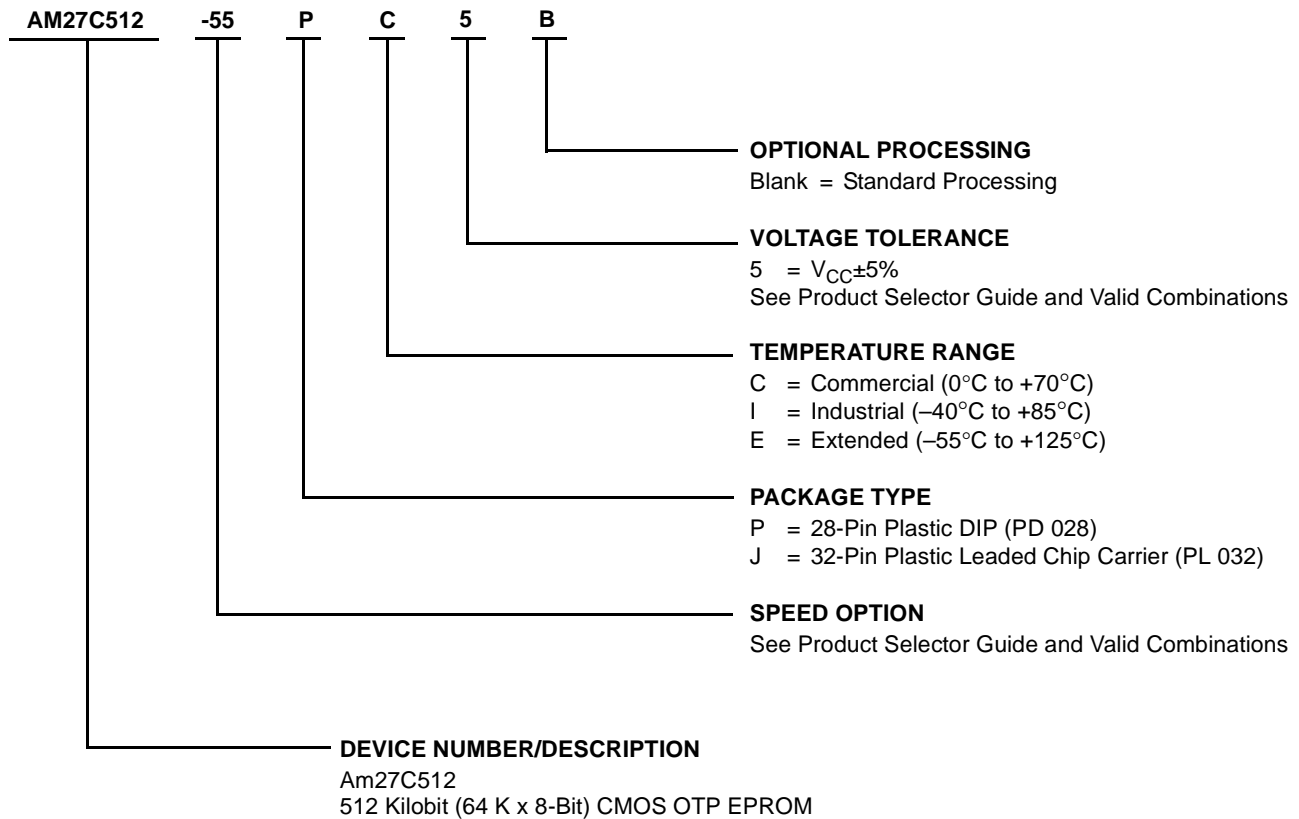 AM27C512 -55 P C 5 B
OPTIONAL PROCESSING
Blank = Standard Processing
VOLTAGE TOLERANCE
5 = VCC±5%
See Product Selector Guide and Valid Combinations
TEMPERATURE RANGE
C = Commercial (0°C to +70°C)
I = Industrial (–40°C to +85°C)
E = Extended (–55°C to +125°C)
PACKAGE TYPE
P = 28-Pin Plastic DIP (PD 028)
J = 32-Pin Plastic Leaded Chip Carrier (PL 032)
SPEED OPTION
See Product Selector Guide and Valid Combinations
DEVICE NUMBER/DESCRIPTION
Am27C512
512 Kilobit (64 K x 8-Bit) CMOS OTP EPROM